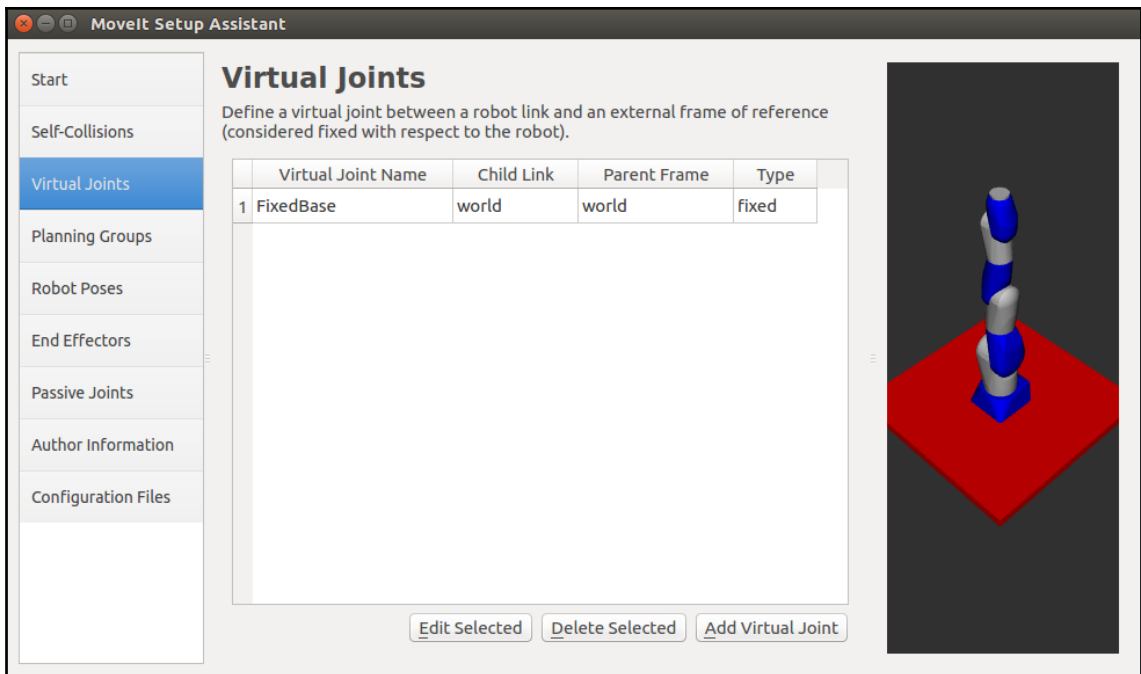 MoveIt Setup Assistant
Start
Self-Collisions
Virtual Joints
Planning Groups
Robot Poses
End Effectors
Passive Joints
Author Information
Configuration Files
Virtual Joints
Define a virtual joint between a robot link and an external frame of reference
(considered fixed with respect to the robot).
Virtual Joint Name Child Link Parent Frame Type
1 FixedBase world world fixed
Edit Selected Delete Selected Add Virtual Joint